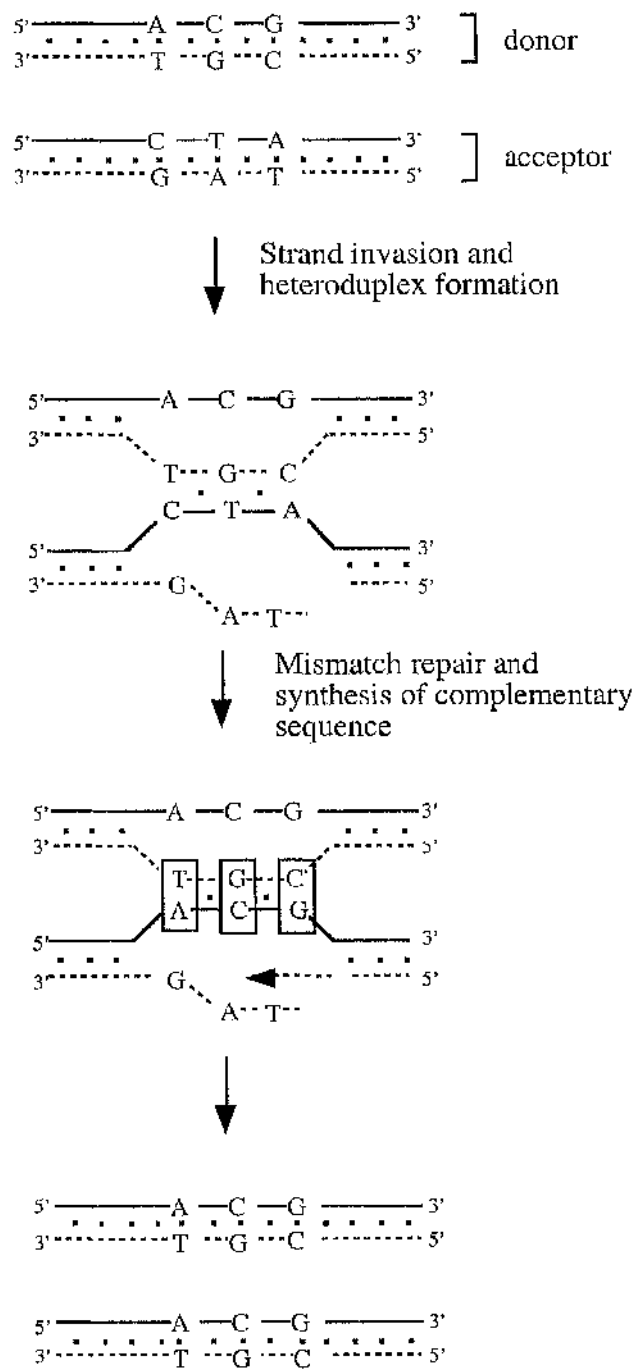 5' A C G 3'
3' T G C 5'
donor
5' C T A 3'
3' G A T 5'
acceptor
Strand invasion and
heteroduplex formation
5' A C G 3'
3' 5'
T G C
C T A
5' 3'
3' G 5'
A T
Mismatch repair and
synthesis of complementary
sequence
5' A C G 3'
3' 5'
T G C
A C G
5' 3'
3' G 5'
A T
5' A C G 3'
3' T G C 5'
5' A C G 3'
3' T G C 5'